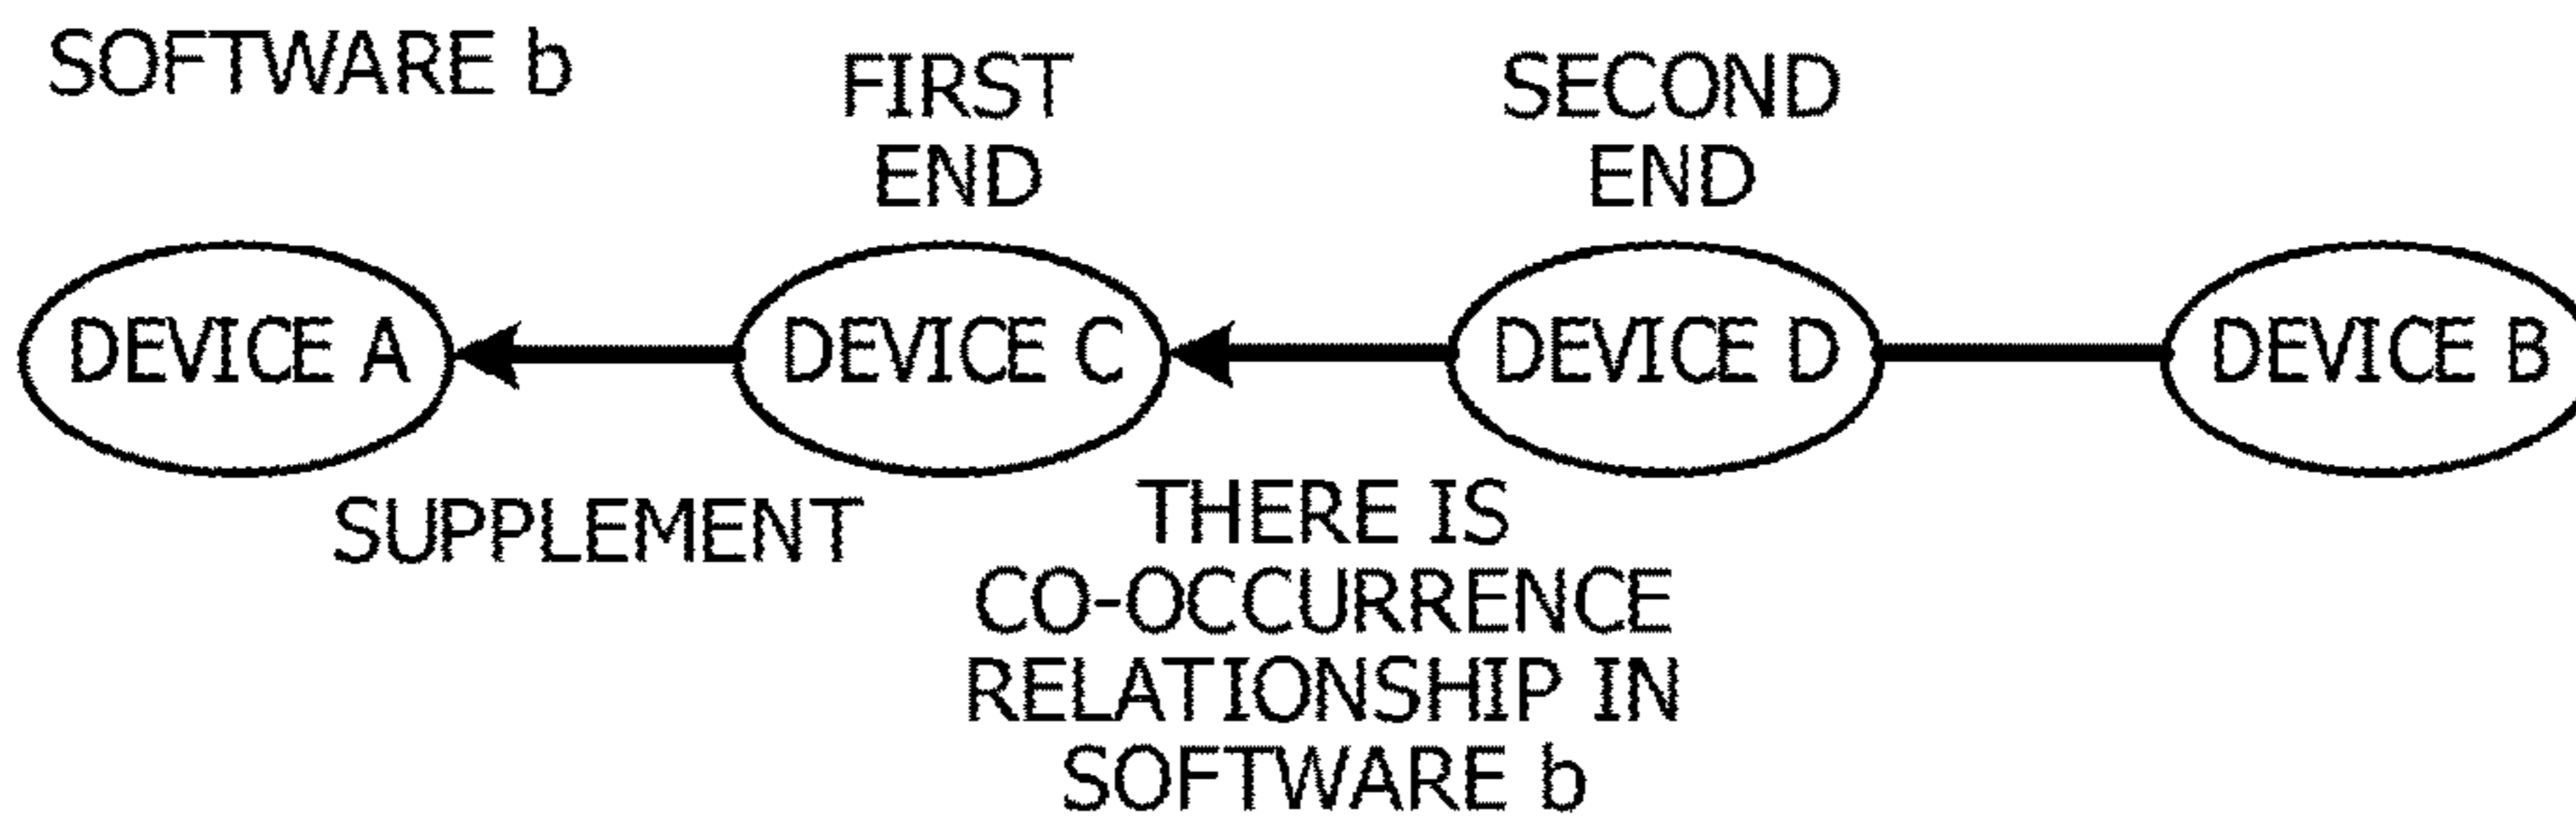 SOFTWARE b
FIRST
END
SECOND
END
DEVICE A
DEVICE C
DEVICE D
DEVICE B
SUPPLEMENT
THERE IS
CO-OCCURRENCE
RELATIONSHIP IN
SOFTWARE b